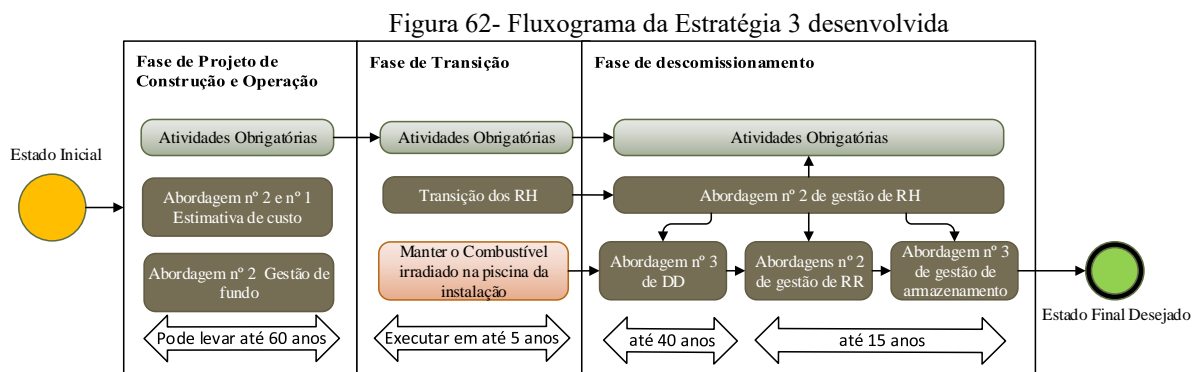 Figura 62- Fluxograma da Estratégia 3 desenvolvida
Fase de Projeto de
Construção e Operação
Fase de Transição
Fase de descomissionamento
Estado Inicial
Atividades Obrigatórias
Atividades Obrigatórias
Atividades Obrigatórias
Abordagem nº 2 e nº 1
Estimativa de custo
Transição dos RH
Abordagem nº 2 de gestão de RH
Abordagem nº 2 Gestão de
fundo
Manter o Combustível
irradiado na piscina da
instalação
Abordagem nº 3
de DD
Abordagens nº 2
de gestão de RR
Abordagem nº 3
de gestão de
armazenamento
Estado Final Desejado
Pode levar até 60 anos
Executar em até 5 anos
até 40 anos
até 15 anos